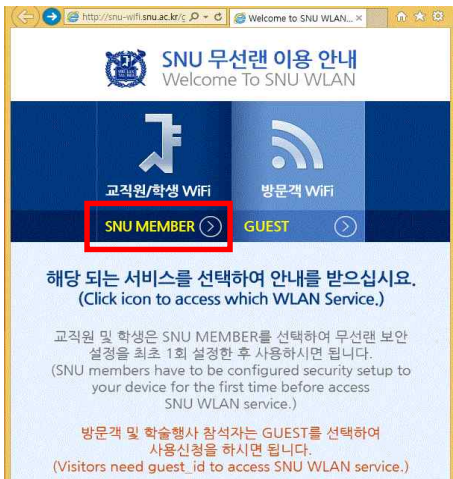 http://snu-wifi.snu.ac.kr/g
Welcome to SNU WLAN...
SNU 무선랜 이용 안내
Welcome To SNU WLAN
교직원/학생 WiFi
방문객 WiFi
SNU MEMBER
GUEST
해당 되는 서비스를 선택하여 안내를 받으십시요.
(Click icon to access which WLAN Service.)
교직원 및 학생은 SNU MEMBER를 선택하여 무선랜 보안
설정을 최초 1회 설정한 후 사용하시면 됩니다.
(SNU members have to be configured security setup to
your device for the first time before access
SNU WLAN service.)
방문객 및 학술행사 참석자는 GUEST를 선택하여
사용신청을 하시면 됩니다.
(Visitors need guest_id to access SNU WLAN service.)